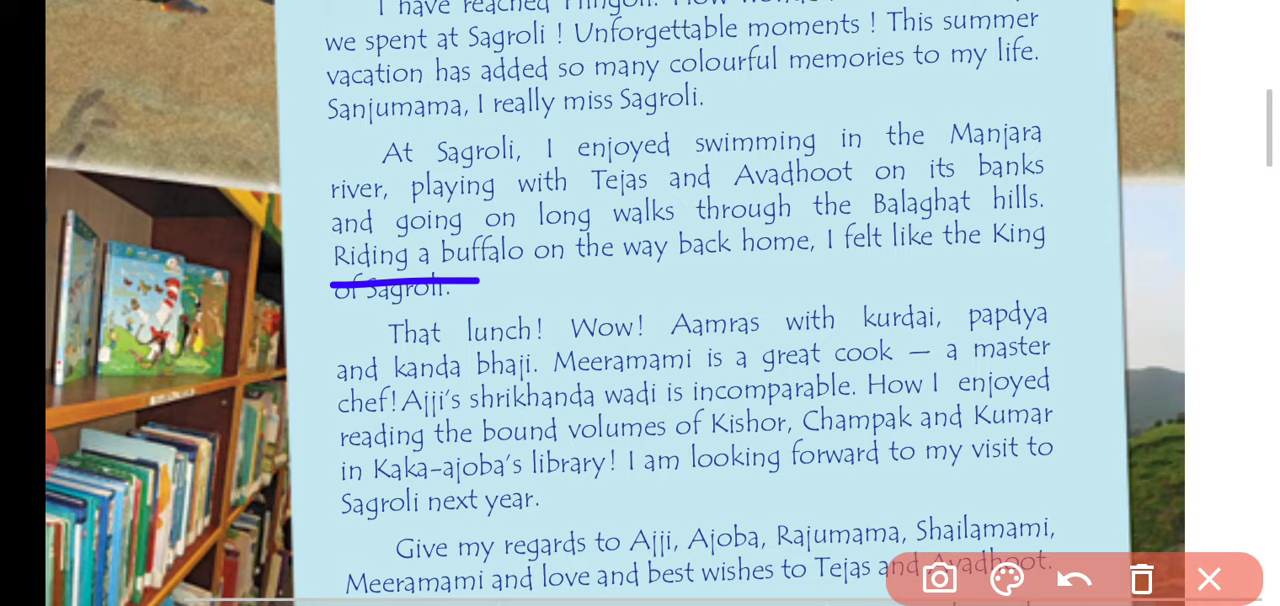 I have reached Hingoli. How
we spent at Sagroli ! Unforgettable moments ! This summer
vacation has added so many colourful memories to my life.
Sanjumama, I really miss Sagroli.
At Sagroli, I enjoyed swimming in the Manjara
river, playing with Tejas and Avadhoot on its banks
and going on long walks through the Balaghat hills.
Riding a buffalo on the way back home, I felt like the King
of Sagroli.
That lunch! Wow! Aamras with kurdai, papdya
and kanda bhaji. Meeramami is a great cook – a master
chef! Ajji's shrikhanda wadi is incomparable. How I enjoyed
reading the bound volumes of Kishor, Champak and Kumar
in Kaka-ajoba's library! I am looking forward to my visit to
Sagroli next year.
Give my regards to Ajji, Ajoba, Rajumama, Shailamami,
Meeramami and love and best wishes to Tejas and Avadhoot.